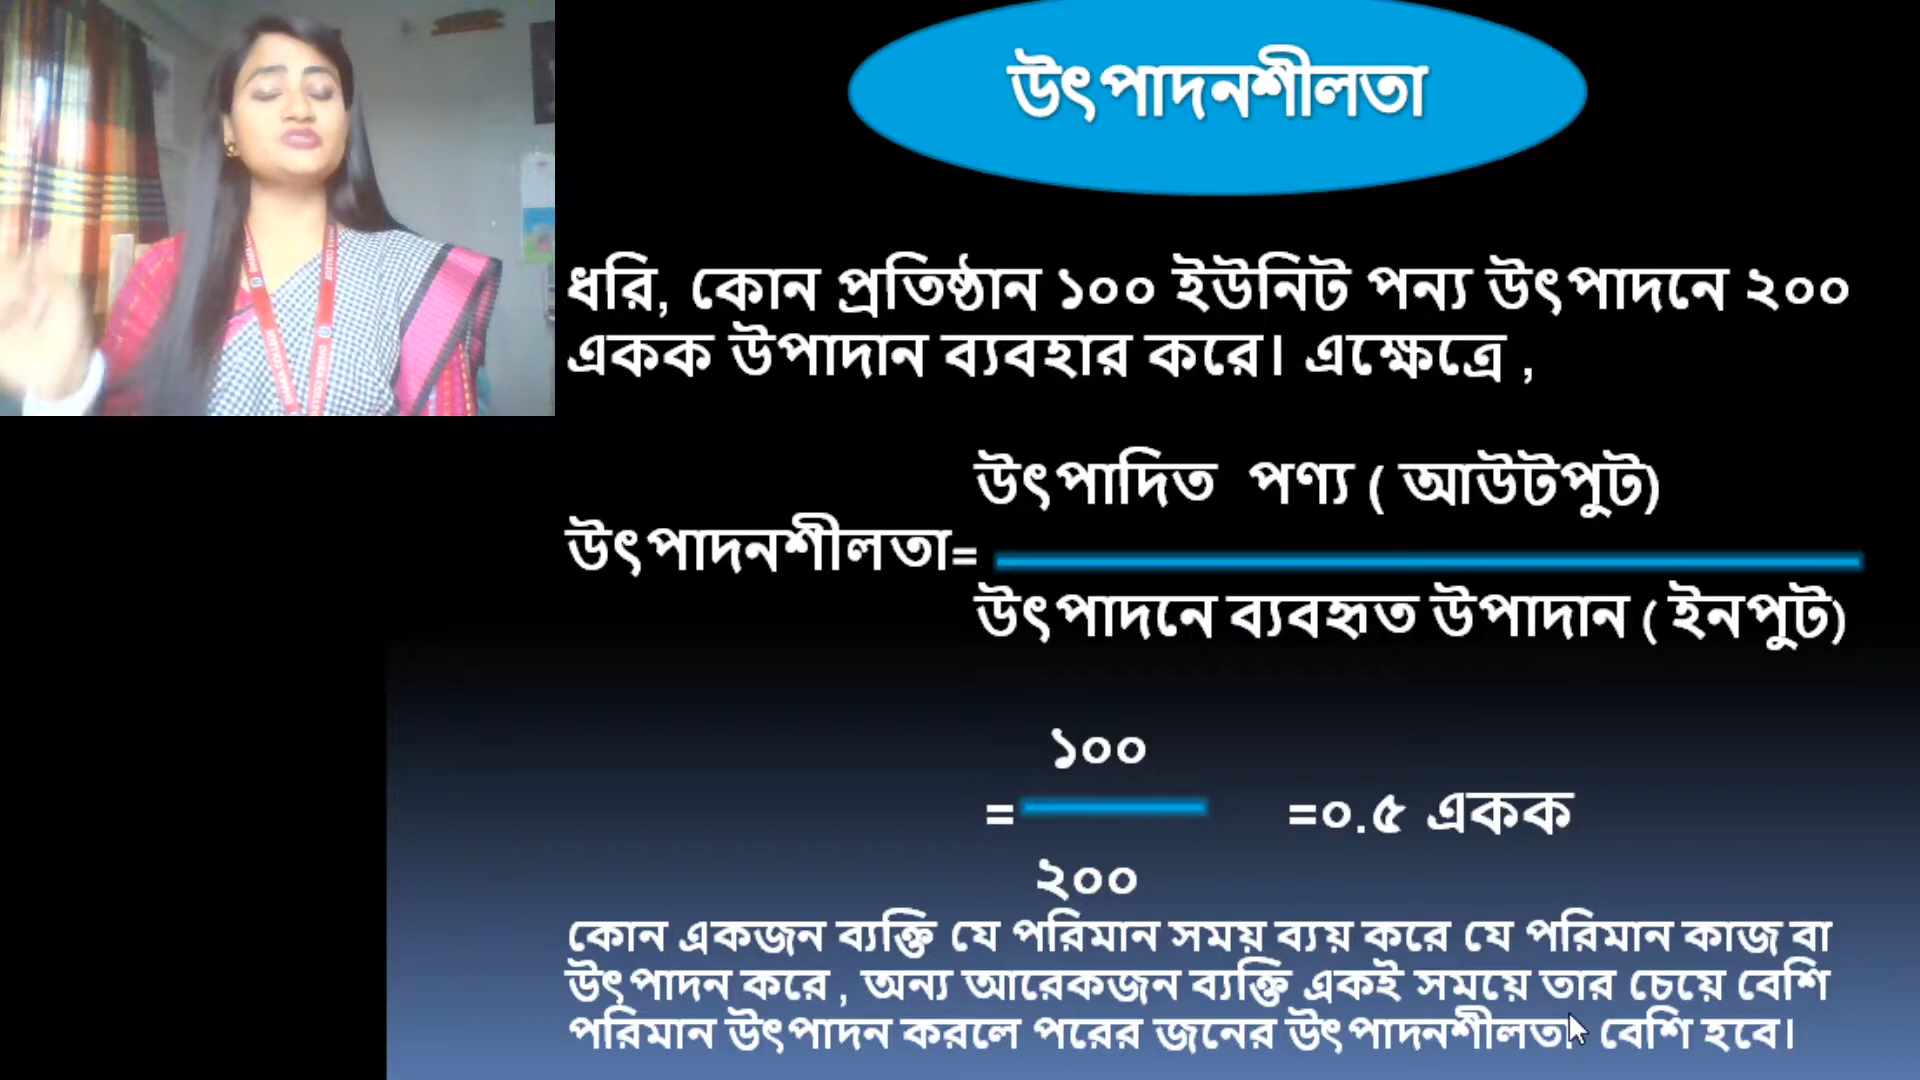 উৎপাদনশীলতা
ধরি, কোন প্রতিষ্ঠান ১০০ ইউনিট পন্য উৎপাদনে ২০০
একক উপাদান ব্যবহার করে। এক্ষেত্রে ,
উৎপাদিত পণ্য ( আউটপুট)
উৎপাদনশীলতা=
উৎপাদনে ব্যবহৃত উপাদান ( ইনপুট)
১০০
= =০.৫ একক
২০০
কোন একজন ব্যক্তি যে পরিমান সময় ব্যয় করে যে পরিমান কাজ বা
উৎপাদন করে , অন্য আরেকজন ব্যক্তি একই সময়ে তার চেয়ে বেশি
পরিমান উৎপাদন করলে পরের জনের উৎপাদনশীলতা বেশি হবে।